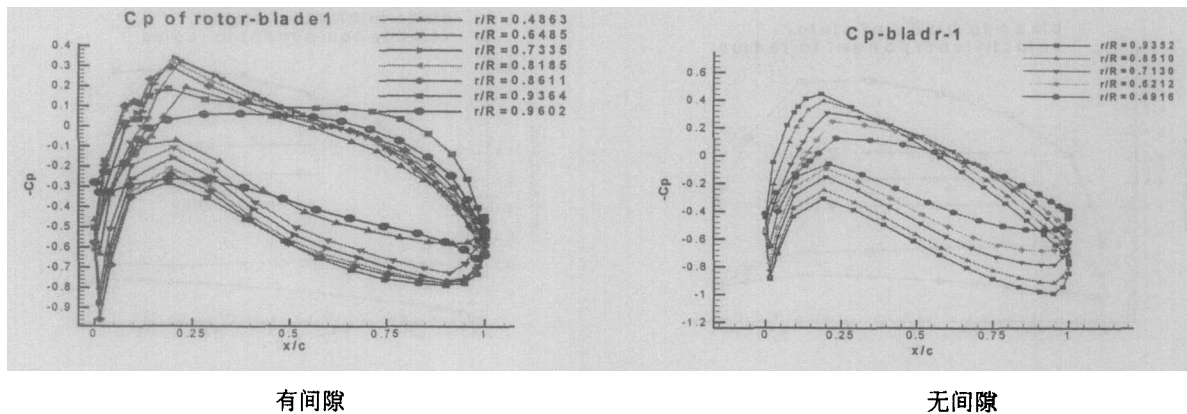 Cp of rotor-blade1
r/R=0.4863
r/R=0.6485
r/R=0.7335
r/R=0.8185
r/R=0.8611
r/R=0.9364
r/R=0.9602
0.4
0.3
0.2
0.1
0
-0.1
-0.2
-0.3
-0.4
-0.5
-0.6
-0.7
-0.8
-0.9
-Cp
0
0.25
0.5
0.75
1
x/c
有间隙
Cp-bladr-1
r/R=0.9352
r/R=0.8510
r/R=0.7130
r/R=0.6212
r/R=0.4916
0.6
0.4
0.2
0
-0.2
-0.4
-0.6
-0.8
-1
-1.2
-Cp
0
0.25
0.5
0.75
1
x/c
无间隙